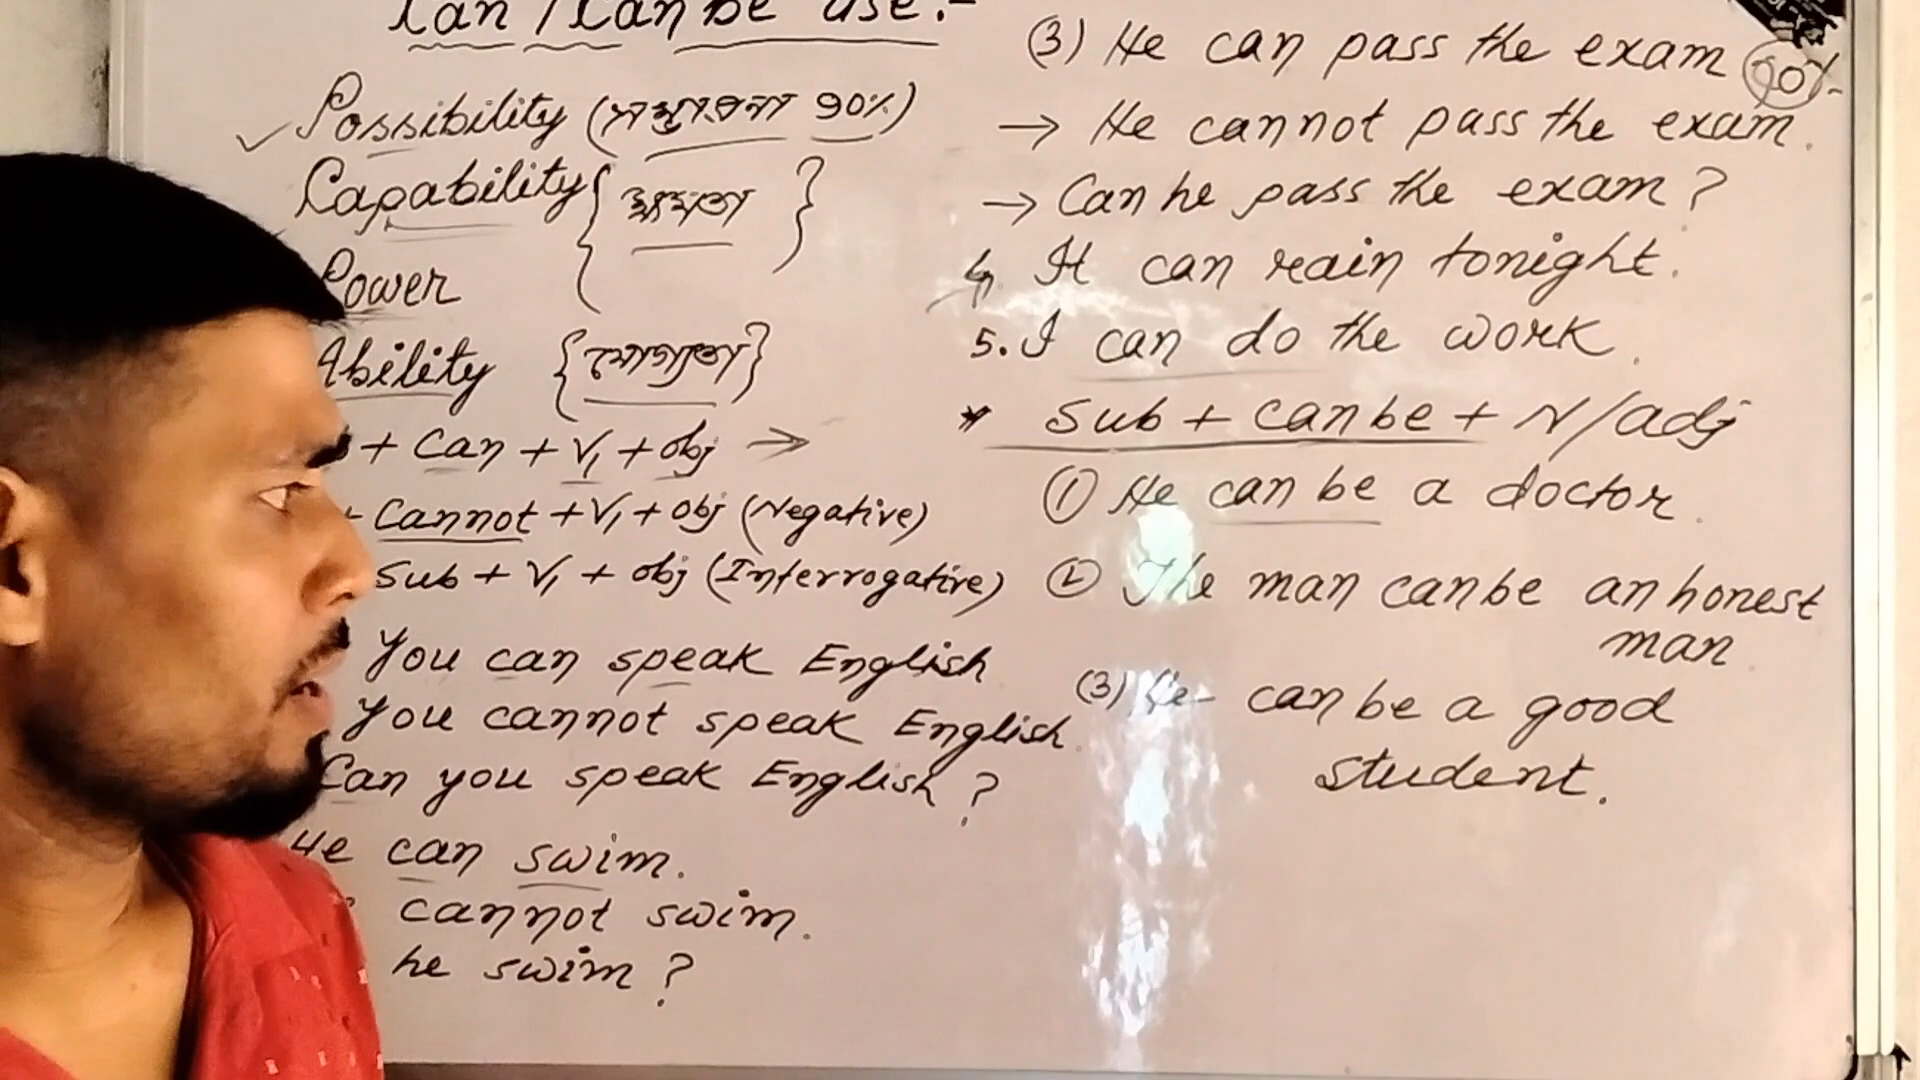 Can / Can be use:-
Possibility (সম্ভাবনা 90%)
Capability { ক্ষমতা }
Power
Ability {যোগ্যতা}
+ Can + V1 + obj →
+ Cannot + V1 + obj (Negative)
Sub + V1 + obj (Interrogative)
You can speak English
You cannot speak English.
Can you speak English?
He can swim.
cannot swim.
he swim?
(3) He can pass the exam 90%-
→ He cannot pass the exam.
→ Can he pass the exam?
4. It can rain tonight.
5. I can do the work.
* Sub + can be + N/adj
① He can be a doctor.
② The man can be an honest
man
(3) He can be a good
student.